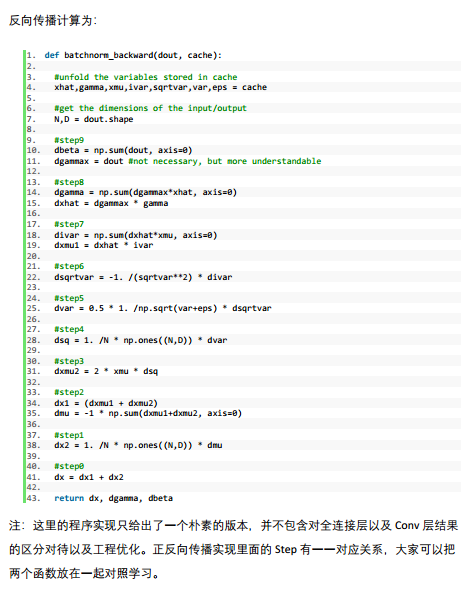 反向传播计算为：
1. def batchnorm_backward(dout, cache):
2.
3. #unfold the variables stored in cache
4. xhat,gamma,xmu,ivar,sqrtvar,var,eps = cache
5.
6. #get the dimensions of the input/output
7. N,D = dout.shape
8.
9. #step9
10. dbeta = np.sum(dout, axis=0)
11. dgammax = dout #not necessary, but more understandable
12.
13. #step8
14. dgamma = np.sum(dgammax*xhat, axis=0)
15. dxhat = dgammax * gamma
16.
17. #step7
18. divar = np.sum(dxhat*xmu, axis=0)
19. dxmu1 = dxhat * ivar
20.
21. #step6
22. dsqrtvar = -1. /(sqrtvar**2) * divar
23.
24. #step5
25. dvar = 0.5 * 1. /np.sqrt(var+eps) * dsqrtvar
26.
27. #step4
28. dsq = 1. /N * np.ones((N,D)) * dvar
29.
30. #step3
31. dxmu2 = 2 * xmu * dsq
32.
33. #step2
34. dx1 = (dxmu1 + dxmu2)
35. dmu = -1 * np.sum(dxmu1+dxmu2, axis=0)
36.
37. #step1
38. dx2 = 1. /N * np.ones((N,D)) * dmu
39.
40. #step0
41. dx = dx1 + dx2
42.
43. return dx, dgamma, dbeta
注：这里的程序实现只给出了一个朴素的版本，并不包含对全连接层以及 Conv 层结果
的区分对待以及工程优化。正反向传播实现里面的 Step 有一一对应关系，大家可以把
两个函数放在一起对照学习。